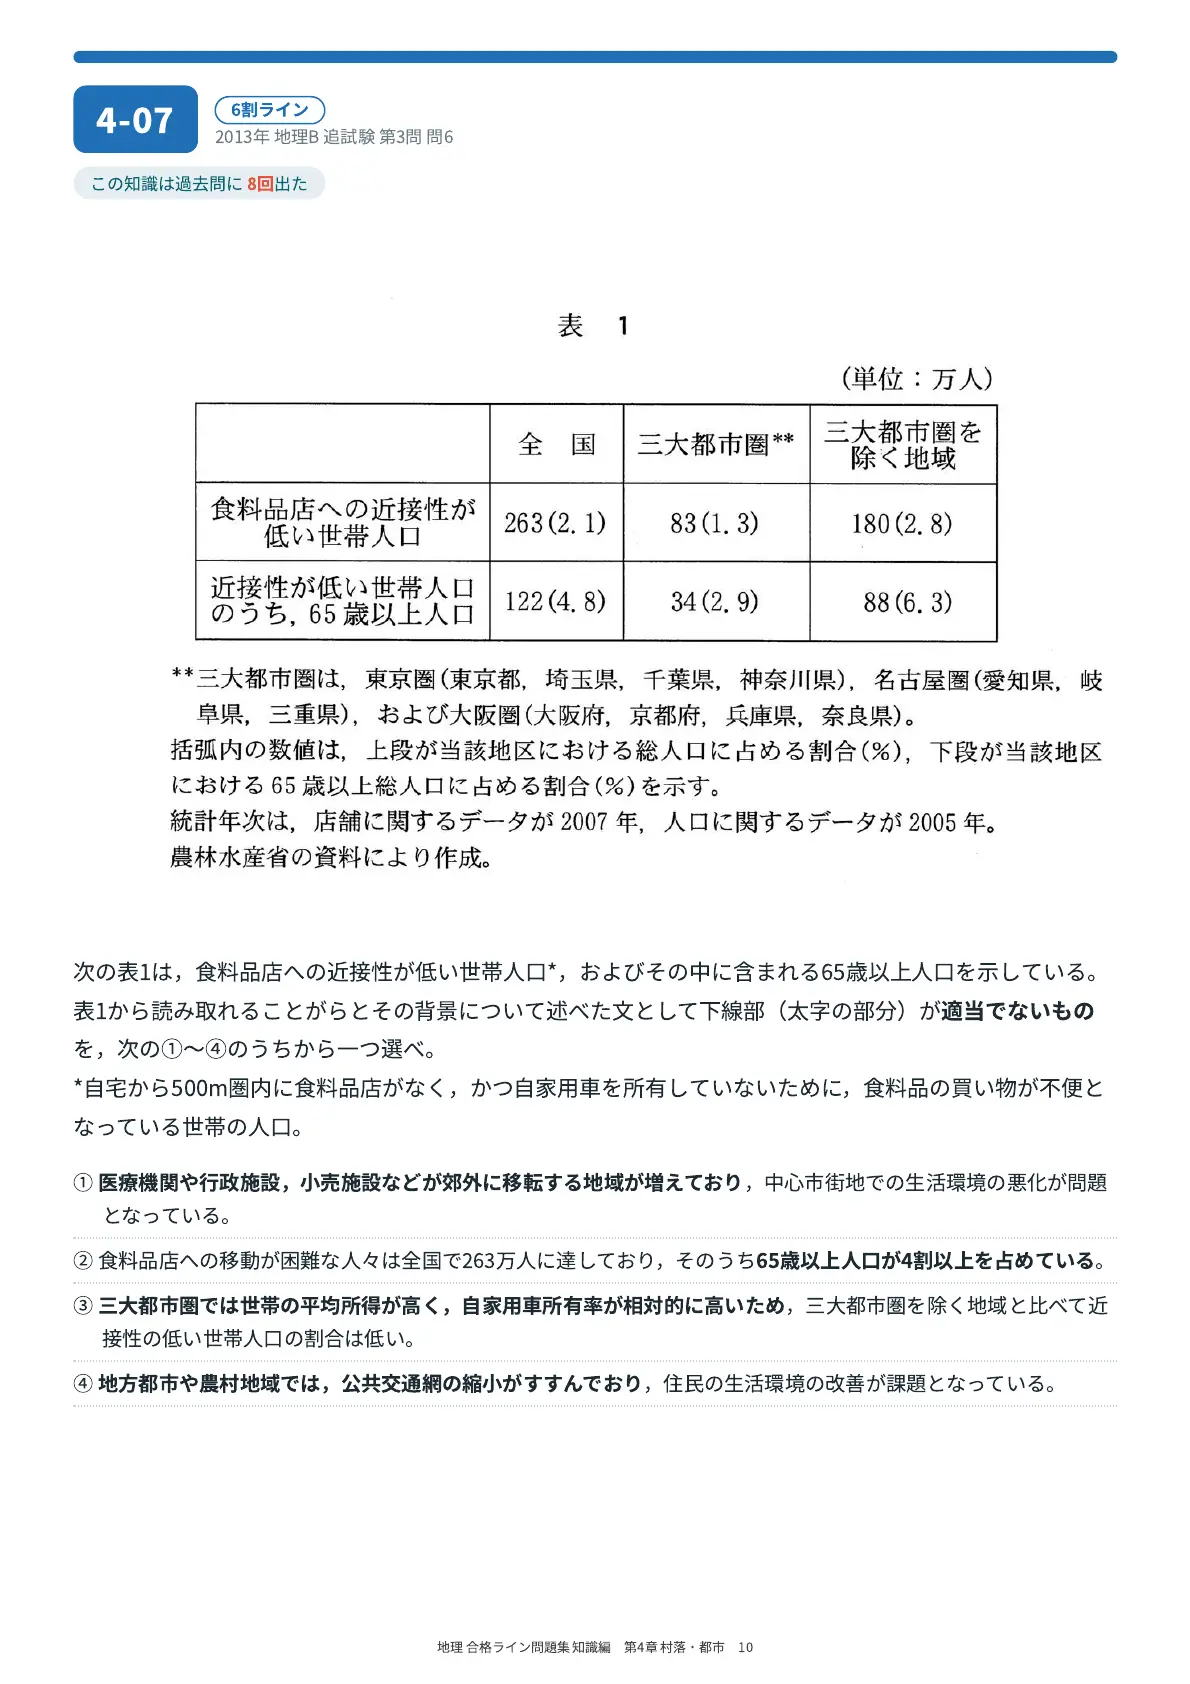 4-07
6割ライン
2013年 地理B 追試験 第3問 問6
この知識は過去問に 8回出た
表 1
(単位：万人)
全 国 三大都市圏** 三大都市圏を除く地域
食料品店への近接性が低い世帯人口 263(2.1) 83(1.3) 180(2.8)
近接性が低い世帯人口のうち，65歳以上人口 122(4.8) 34(2.9) 88(6.3)
**三大都市圏は，東京圏(東京都，埼玉県，千葉県，神奈川県)，名古屋圏(愛知県，岐
阜県，三重県)，および大阪圏(大阪府，京都府，兵庫県，奈良県)。
括弧内の数値は，上段が当該地区における総人口に占める割合(%)，下段が当該地区
における65歳以上総人口に占める割合(%)を示す。
統計年次は，店舗に関するデータが2007年，人口に関するデータが2005年。
農林水産省の資料により作成。
次の表1は，食料品店への近接性が低い世帯人口*，およびその中に含まれる65歳以上人口を示している。
表1から読み取れることがらとその背景について述べた文として下線部（太字の部分）が適当でないもの
を，次の①〜④のうちから一つ選べ。
*自宅から500m圏内に食料品店がなく，かつ自家用車を所有していないために，食料品の買い物が不便と
なっている世帯の人口。
① 医療機関や行政施設，小売施設などが郊外に移転する地域が増えており，中心市街地での生活環境の悪化が問題
となっている。
② 食料品店への移動が困難な人々は全国で263万人に達しており，そのうち65歳以上人口が4割以上を占めている。
③ 三大都市圏では世帯の平均所得が高く，自家用車所有率が相対的に高いため，三大都市圏を除く地域と比べて近
接性の低い世帯人口の割合は低い。
④ 地方都市や農村地域では，公共交通網の縮小がすすんでおり，住民の生活環境の改善が課題となっている。
地理 合格ライン問題集 知識編 第4章 村落・都市 10